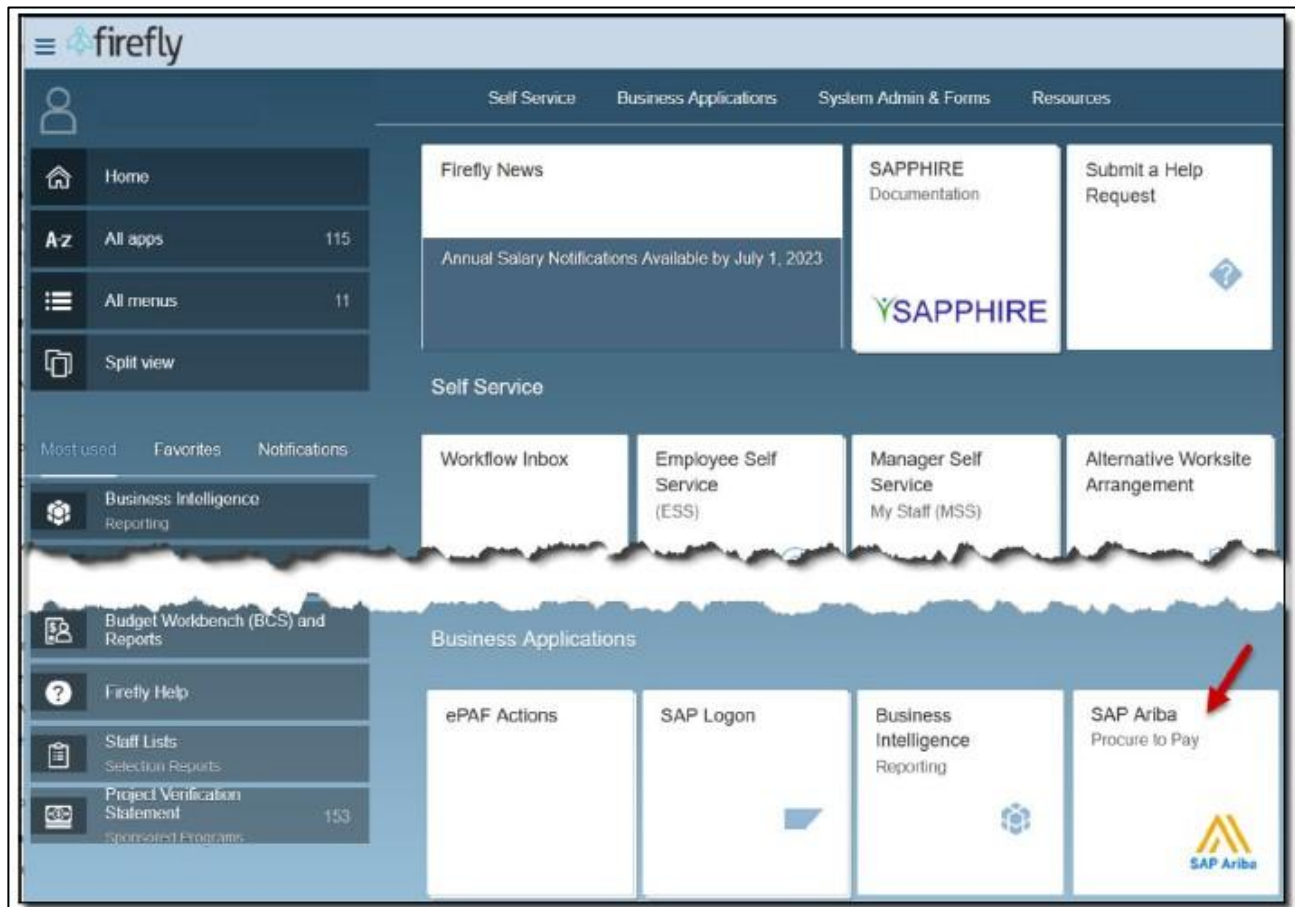 firefly
Self Service Business Applications System Admin & Forms Resources
Home
A-Z All apps 115
All menus 11
Split view
Most used Favorites Notifications
Business Intelligence
Reporting
Budget Workbench (BCS) and
Reports
Firefly Help
Staff Lists
Selection Reports
Project Verification
Statement 153
Sponsored Programs
Firefly News
Annual Salary Notifications Available by July 1, 2023
SAPPHIRE
Documentation
SAPPHIRE
Submit a Help
Request
Self Service
Workflow Inbox
Employee Self
Service
(ESS)
Manager Self
Service
My Staff (MSS)
Alternative Worksite
Arrangement
Business Applications
ePAF Actions
SAP Logon
Business
Intelligence
Reporting
SAP Ariba
Procure to Pay
SAP Ariba